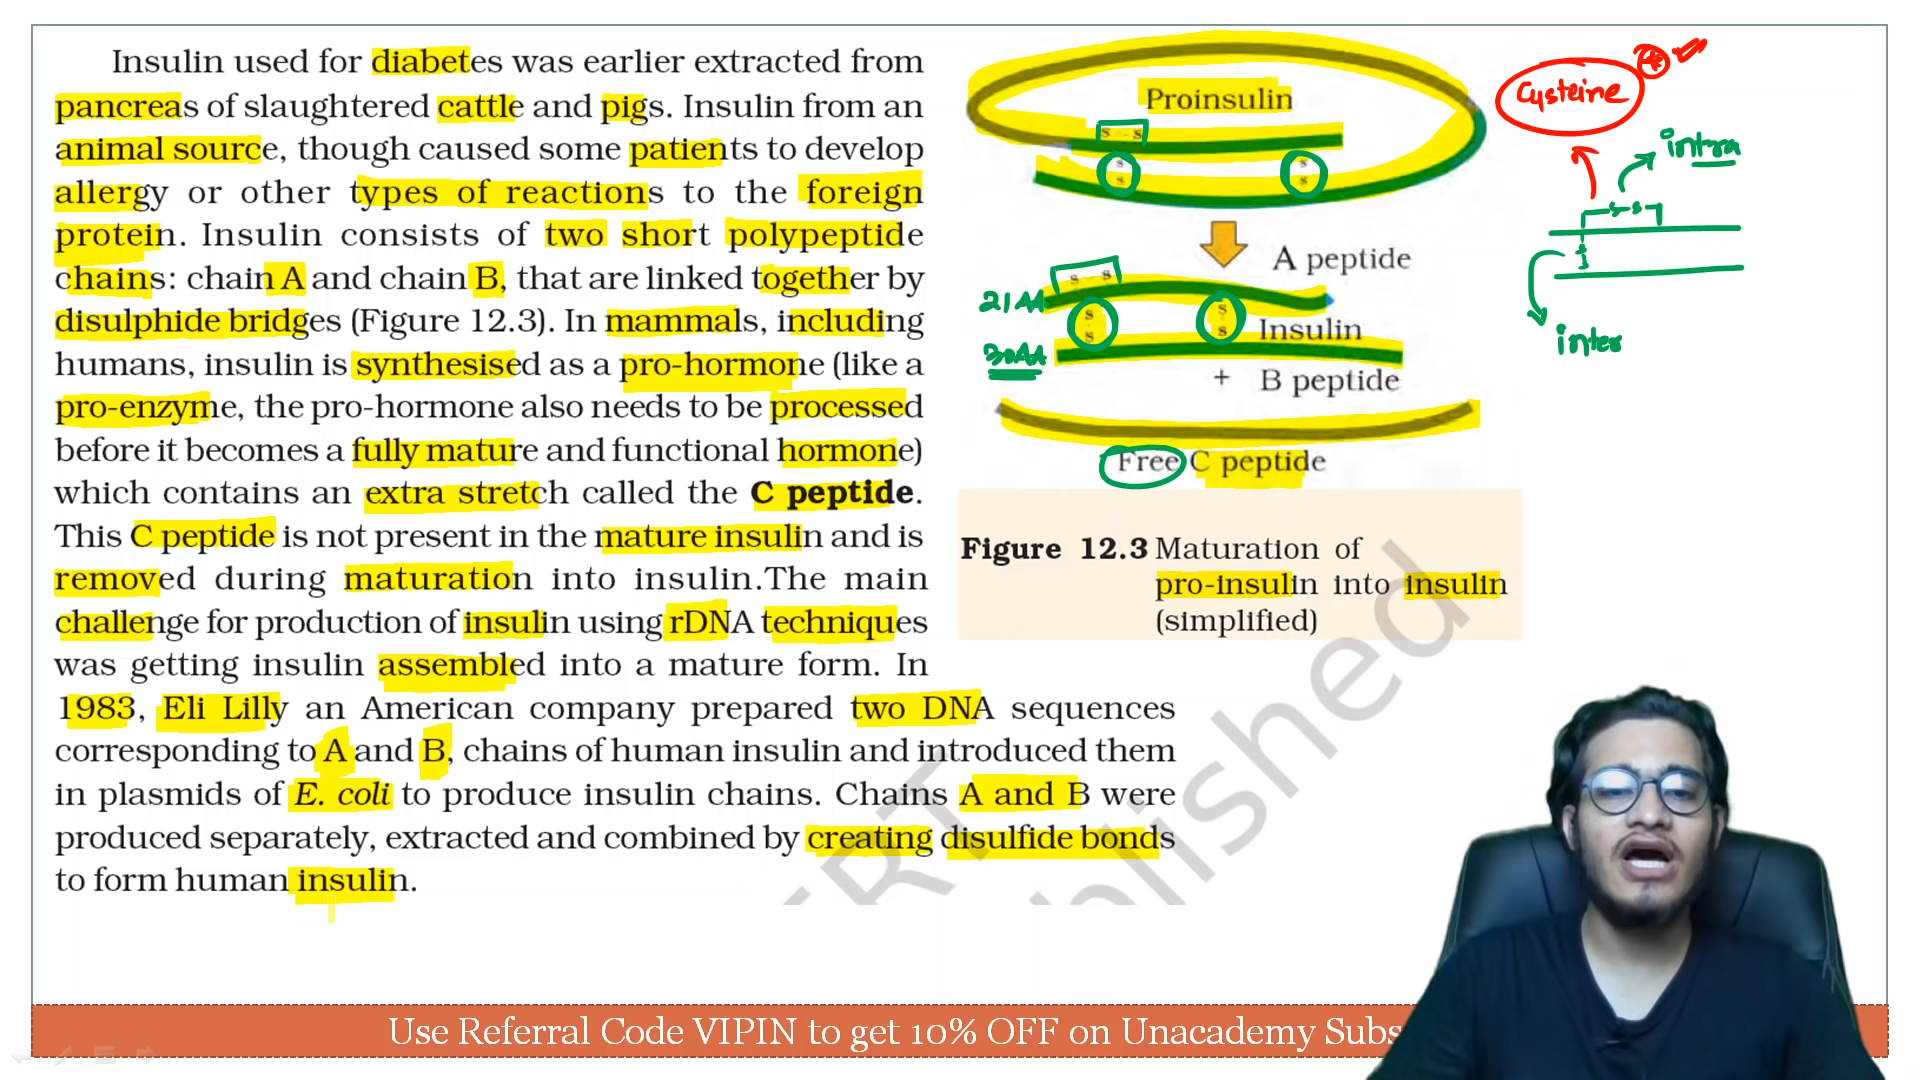 Insulin used for diabetes was earlier extracted from
pancreas of slaughtered cattle and pigs. Insulin from an
animal source, though caused some patients to develop
allergy or other types of reactions to the foreign
protein. Insulin consists of two short polypeptide
chains: chain A and chain B, that are linked together by
disulphide bridges (Figure 12.3). In mammals, including
humans, insulin is synthesised as a pro-hormone (like a
pro-enzyme, the pro-hormone also needs to be processed
before it becomes a fully mature and functional hormone)
which contains an extra stretch called the C peptide.
This C peptide is not present in the mature insulin and is
removed during maturation into insulin.The main
challenge for production of insulin using rDNA techniques
was getting insulin assembled into a mature form. In
1983, Eli Lilly an American company prepared two DNA sequences
corresponding to A and B, chains of human insulin and introduced them
in plasmids of E. coli to produce insulin chains. Chains A and B were
produced separately, extracted and combined by creating disulfide bonds
to form human insulin.
Proinsulin
S S
S S
S S
A peptide
S S
21AA
S S
S S
Insulin
30AA
+ B peptide
Free C peptide
Figure 12.3 Maturation of
pro-insulin into insulin
(simplified)
Cysteine
intra
S-S
S
S
inter
Use Referral Code VIPIN to get 10% OFF on Unacademy Subs